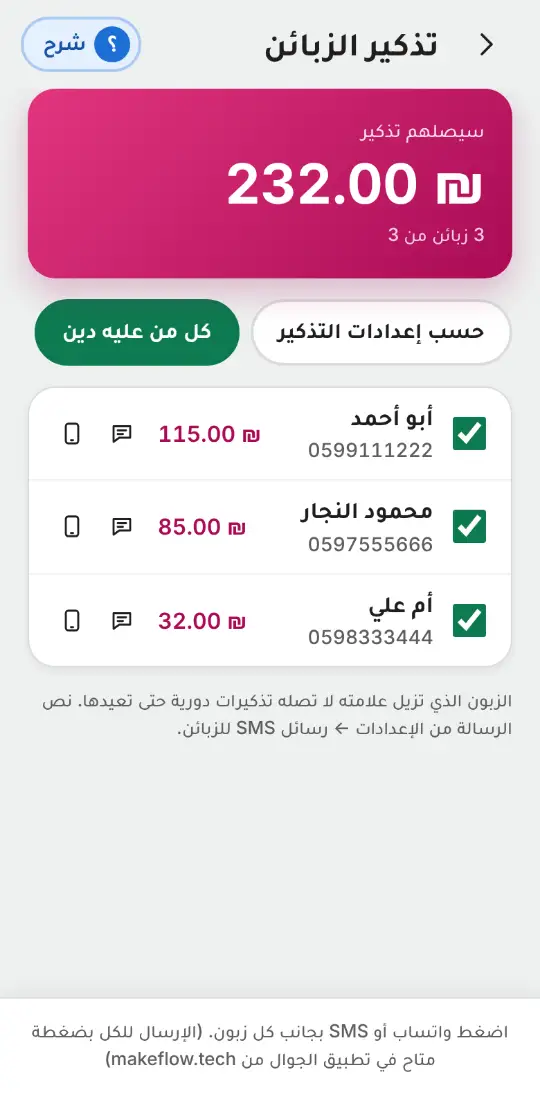 تذكير الزبائن
؟ شرح
سيصلهم تذكير
₪ 232.00
3 زبائن من 3
حسب إعدادات التذكير
كل من عليه دين
أبو أحمد
0599111222
₪ 115.00
محمود النجار
0597555666
₪ 85.00
أم علي
0598333444
₪ 32.00
الزبون الذي تزيل علامته لا تصله تذكيرات دورية حتى تعيدها. نص
الرسالة من الإعدادات ← رسائل SMS للزبائن.
اضغط واتساب أو SMS بجانب كل زبون. (الإرسال للكل بضغطة
متاح في تطبيق الجوال من makeflow.tech)